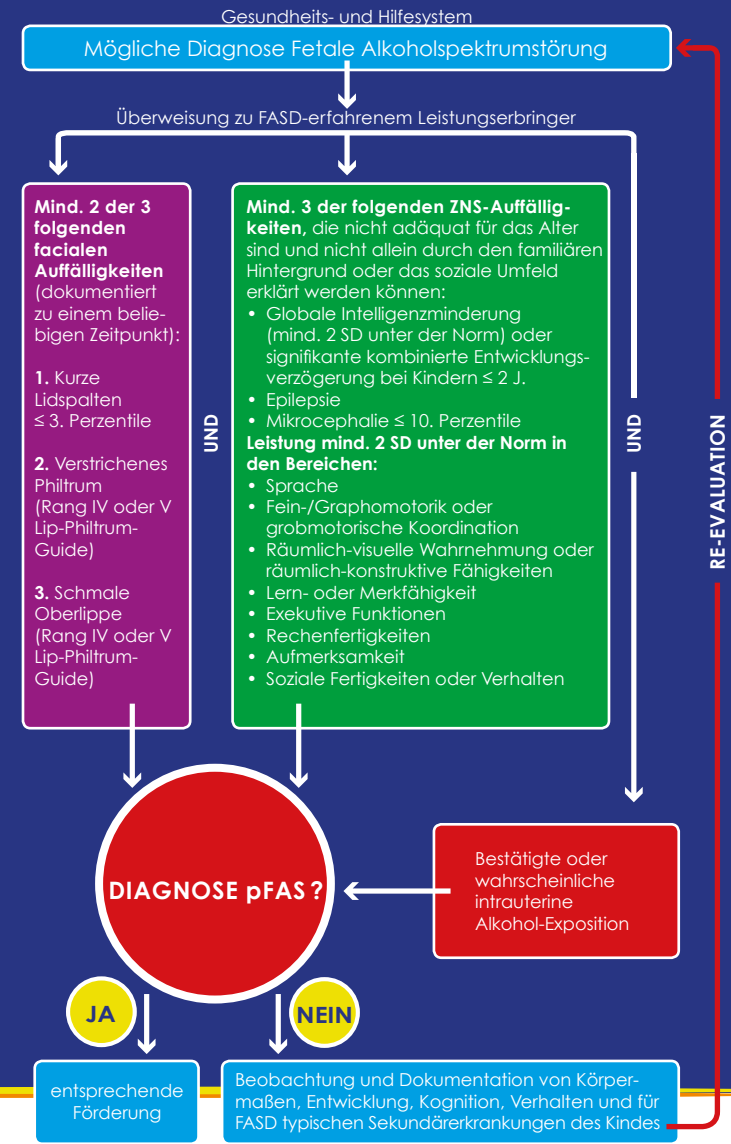 Gesundheits- und Hilfesystem
Mögliche Diagnose Fetale Alkoholspektrumstörung
Überweisung zu FASD-erfahrenem Leistungserbringer
Mind. 2 der 3
folgenden
facialen
Auffälligkeiten
(dokumentiert
zu einem belie-
bigen Zeitpunkt):
1. Kurze
Lidspalten
≤ 3. Perzentile
2. Verstrichenes
Philtrum
(Rang IV oder V
Lip-Philtrum-
Guide)
3. Schmale
Oberlippe
(Rang IV oder V
Lip-Philtrum-
Guide)
UND
Mind. 3 der folgenden ZNS-Auffällig-
keiten, die nicht adäquat für das Alter
sind und nicht allein durch den familiären
Hintergrund oder das soziale Umfeld
erklärt werden können:
• Globale Intelligenzminderung
(mind. 2 SD unter der Norm) oder
signifikante kombinierte Entwicklungs-
verzögerung bei Kindern ≤ 2 J.
• Epilepsie
• Mikrocephalie ≤ 10. Perzentile
Leistung mind. 2 SD unter der Norm in
den Bereichen:
• Sprache
• Fein-/Graphomotorik oder
grobmotorische Koordination
• Räumlich-visuelle Wahrnehmung oder
räumlich-konstruktive Fähigkeiten
• Lern- oder Merkfähigkeit
• Exekutive Funktionen
• Rechenfertigkeiten
• Aufmerksamkeit
• Soziale Fertigkeiten oder Verhalten
UND
RE-EVALUATION
DIAGNOSE pFAS ?
Bestätigte oder
wahrscheinliche
intrauterine
Alkohol-Exposition
JA
NEIN
entsprechende
Förderung
Beobachtung und Dokumentation von Körper-
maßen, Entwicklung, Kognition, Verhalten und für
FASD typischen Sekundärerkrankungen des Kindes